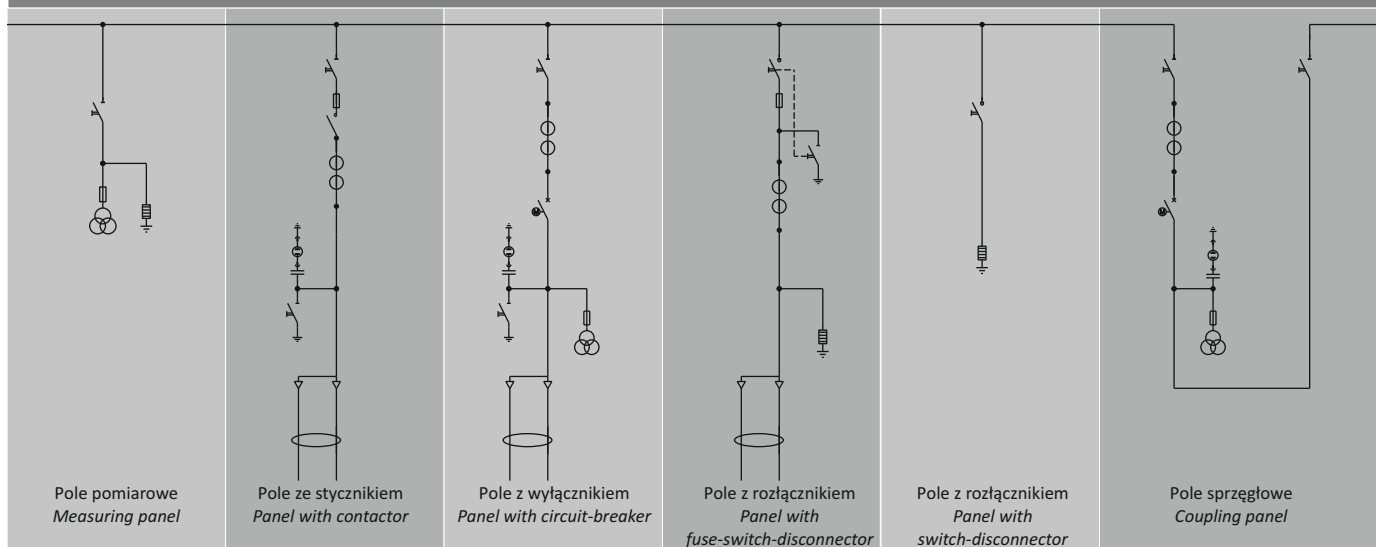 Pole pomiarowe
Measuring panel
Pole ze stycznikiem
Panel with contactor
Pole z wyłącznikiem
Panel with circuit-breaker
Pole z rozłącznikiem
Panel with
fuse-switch-disconnector
Pole z rozłącznikiem
Panel with
switch-disconnector
Pole sprzęgłowe
Coupling panel